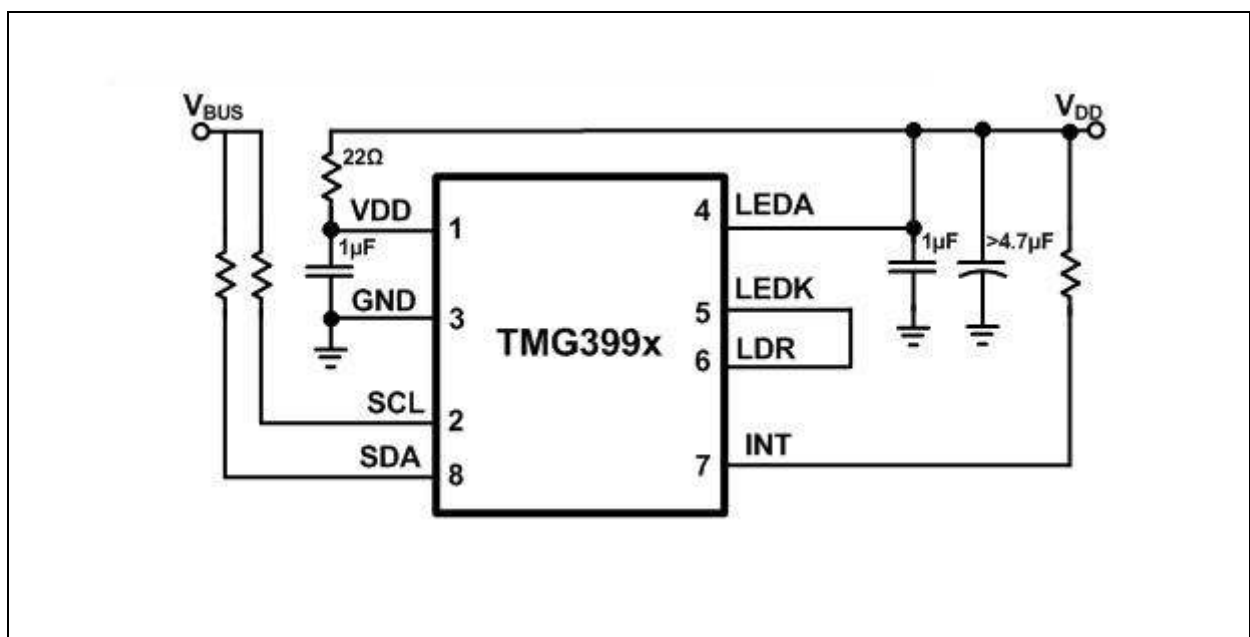 VBUS
VDD
22Ω
VDD
1
1µF
GND
3
SCL
2
SDA
8
TMG399x
4
LEDA
1µF
>4.7µF
5
LEDK
6
LDR
7
INT